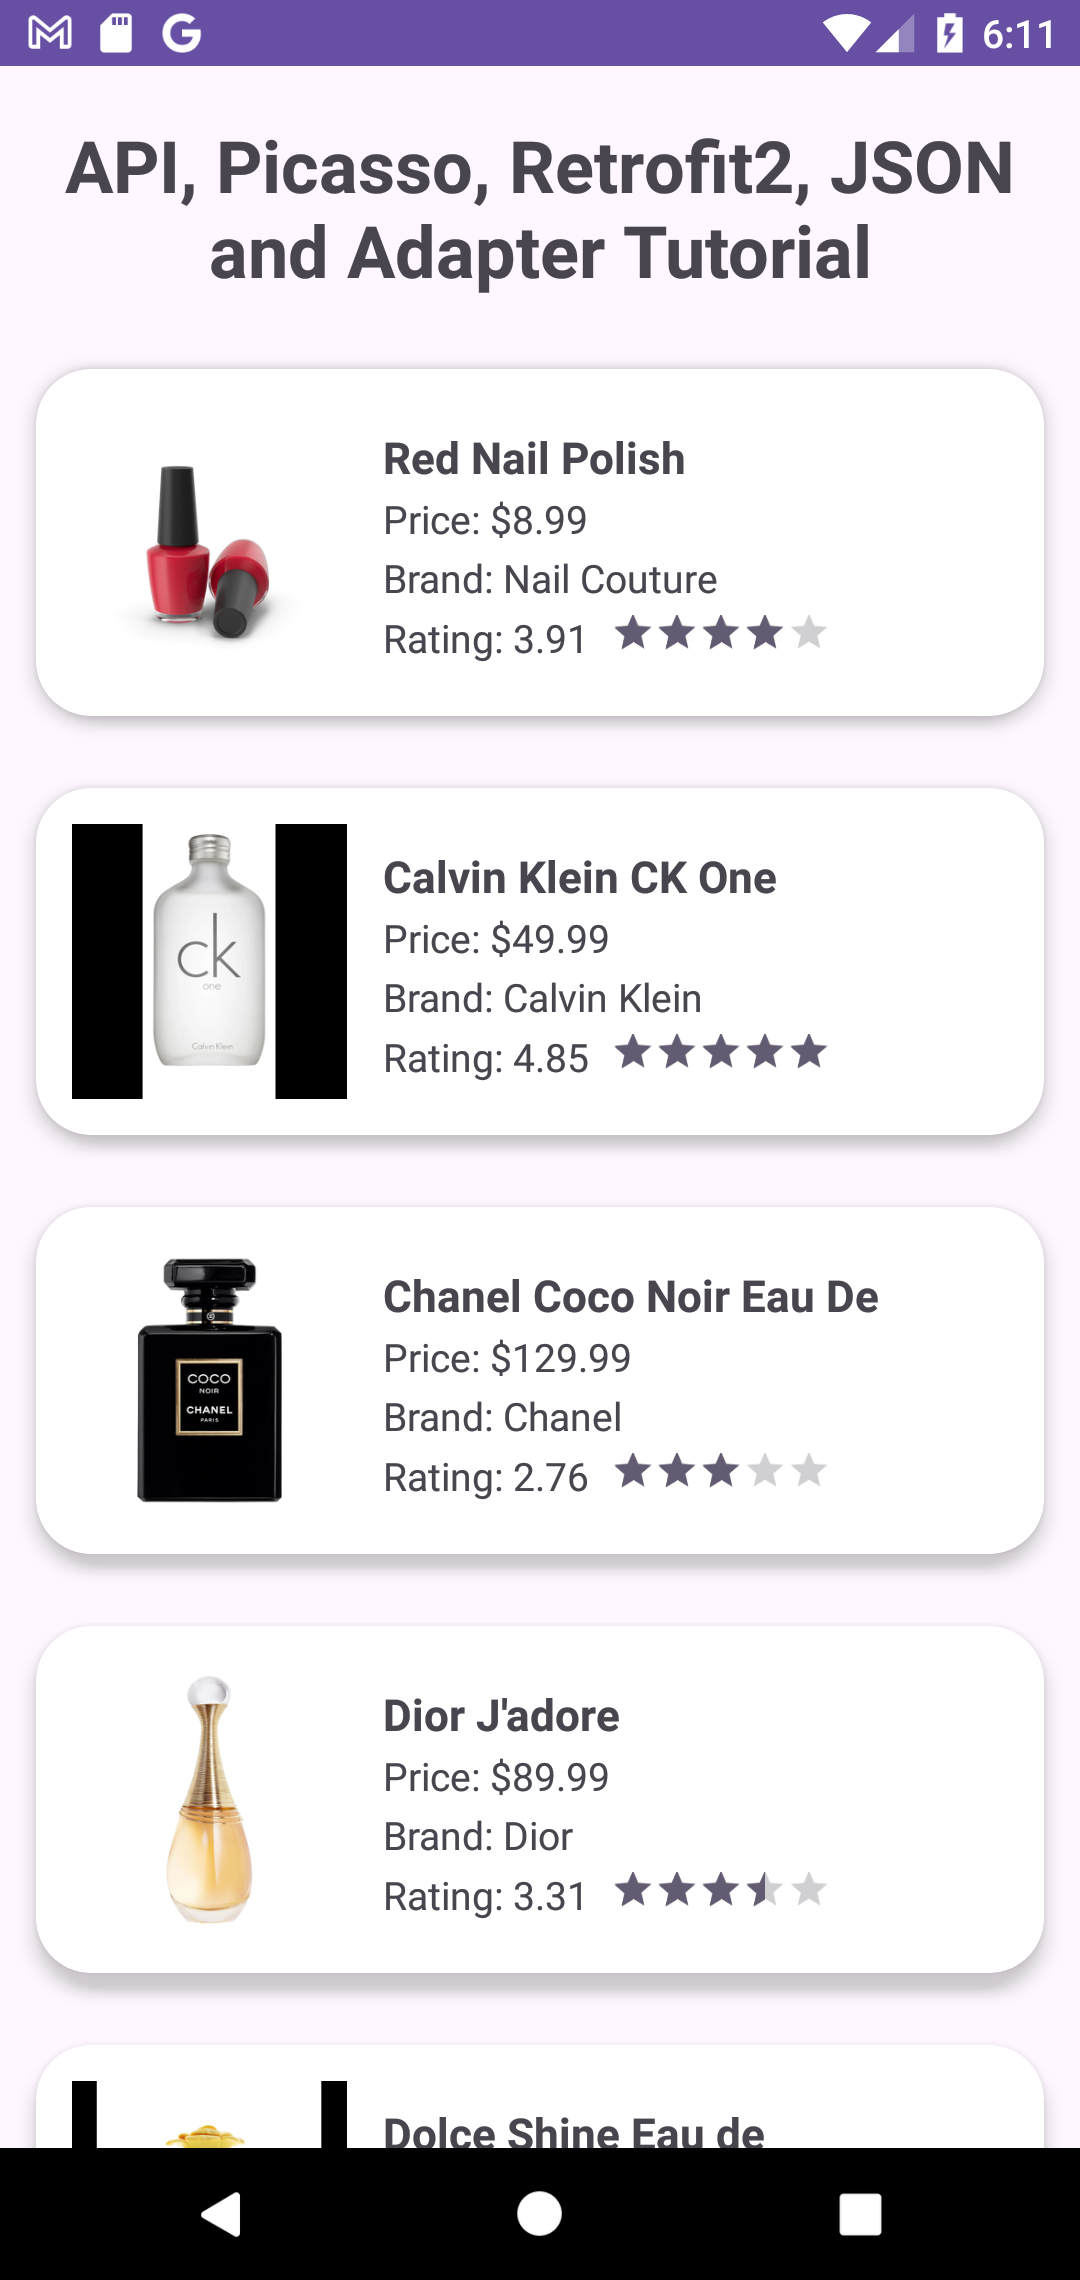 6:11
API, Picasso, Retrofit2, JSON
and Adapter Tutorial
Red Nail Polish
Price: $8.99
Brand: Nail Couture
Rating: 3.91
ck
one
Calvin Klein
Calvin Klein CK One
Price: $49.99
Brand: Calvin Klein
Rating: 4.85
COCO
NOIR
CHANEL
PARIS
Chanel Coco Noir Eau De
Price: $129.99
Brand: Chanel
Rating: 2.76
Dior J'adore
Price: $89.99
Brand: Dior
Rating: 3.31
Dolce Shine Eau de